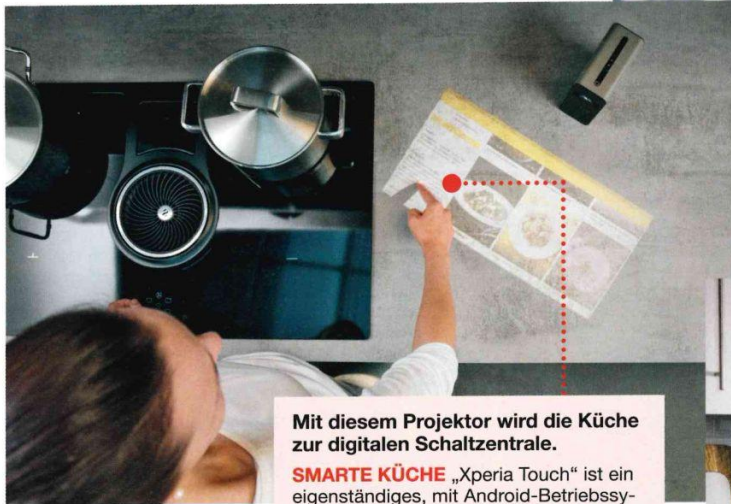 Mit diesem Projektor wird die Küche
zur digitalen Schaltzentrale.
SMARTE KÜCHE „Xperia Touch“ ist ein
eigenständiges, mit Android-Betriebssy-